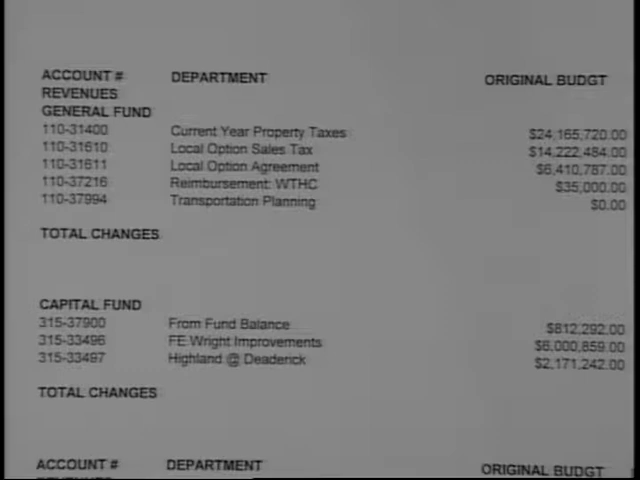 ACCOUNT # DEPARTMENT ORIGINAL BUDGT
REVENUES
GENERAL FUND
110-31400 Current Year Property Taxes $24,165,720.00
110-31610 Local Option Sales Tax $14,222,484.00
110-31611 Local Option Agreement $6,410,787.00
110-37216 Reimbursement: WTHC $35,000.00
110-37994 Transportation Planning $0.00
TOTAL CHANGES
CAPITAL FUND
315-37900 From Fund Balance $812,292.00
315-33496 FE Wright Improvements $6,000,859.00
315-33497 Highland @ Deaderick $2,171,242.00
TOTAL CHANGES
ACCOUNT # DEPARTMENT ORIGINAL BUDGT